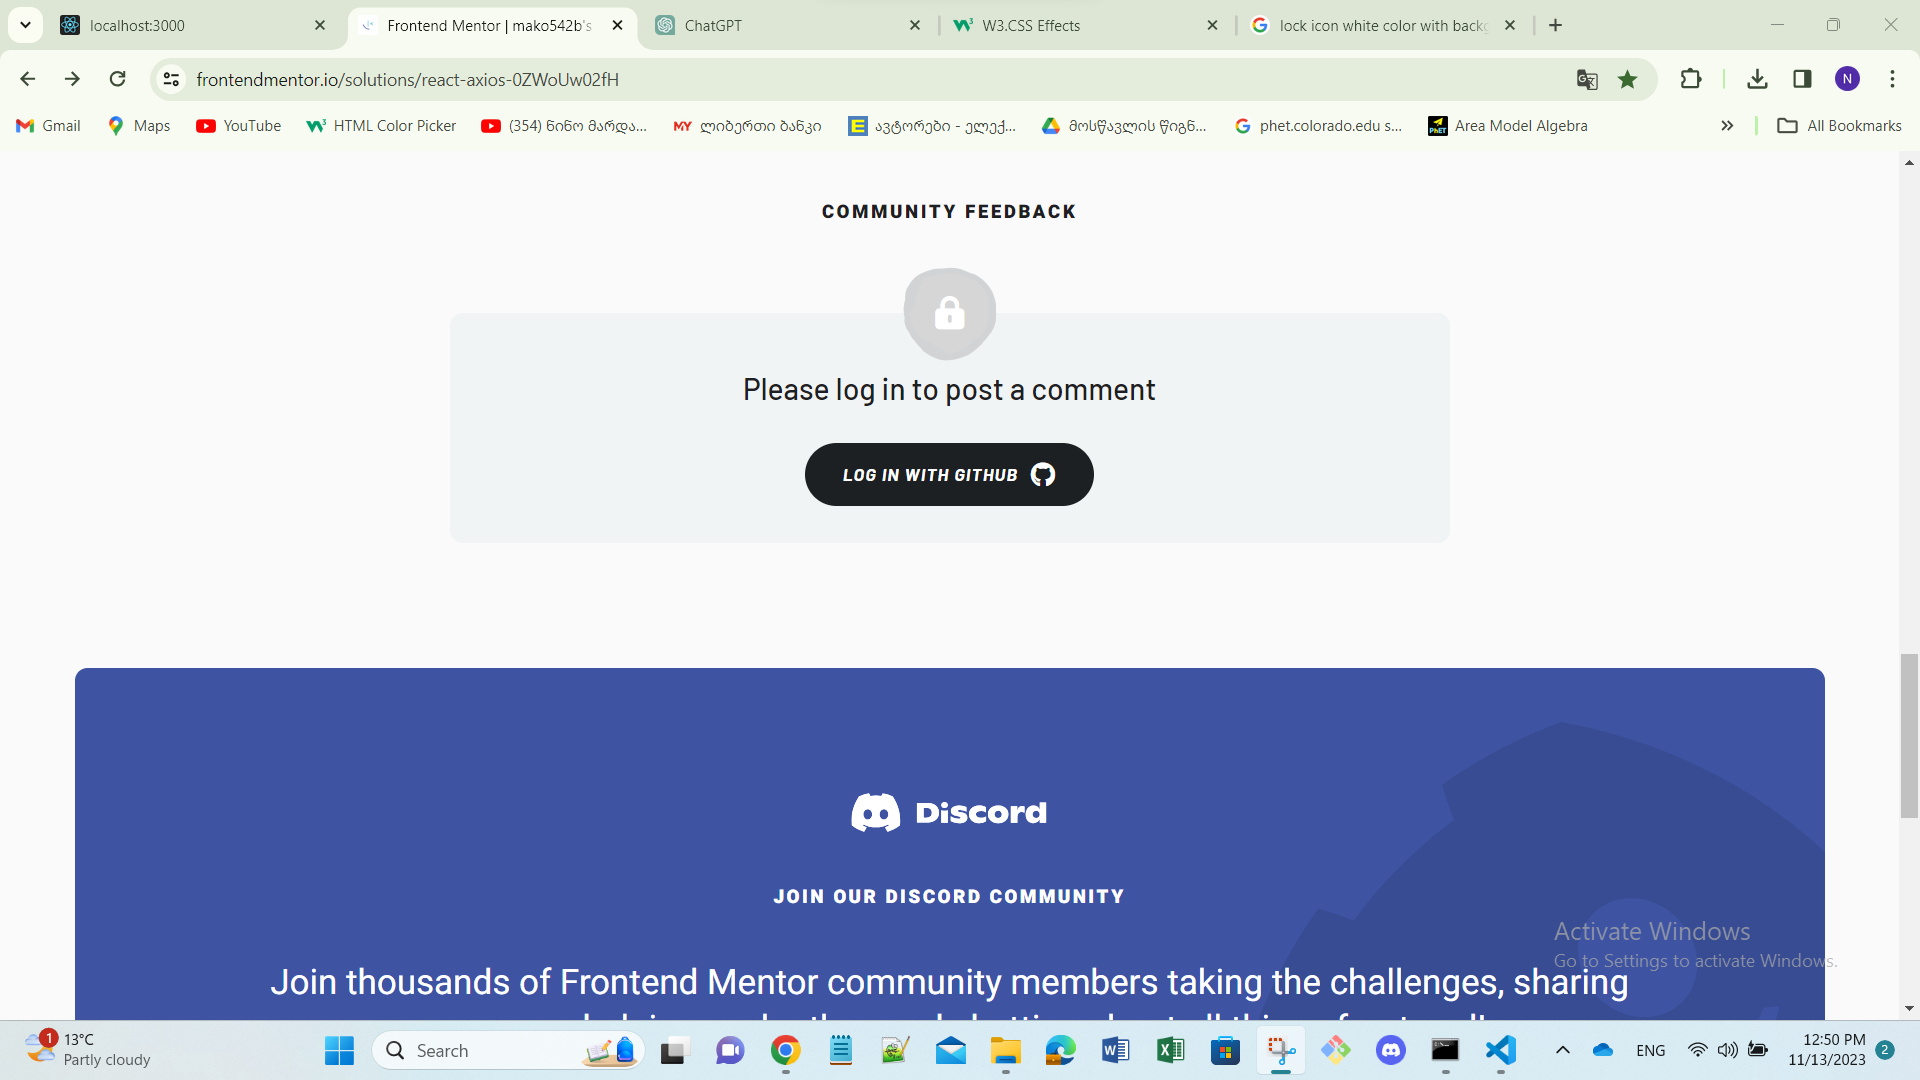 localhost:3000
Frontend Mentor | mako542b's
ChatGPT
W3.CSS Effects
lock icon white color with backg
frontendmentor.io/solutions/react-axios-0ZWoUw02fH
N
Gmail
Maps
YouTube
HTML Color Picker
(354) ნინო მარდა...
MY ლიბერთი ბანკი
ავტორები - ელექ...
მოსწავლის წიგნ...
phet.colorado.edu s...
Area Model Algebra
All Bookmarks
COMMUNITY FEEDBACK
Please log in to post a comment
LOG IN WITH GITHUB
Discord
JOIN OUR DISCORD COMMUNITY
Activate Windows
Go to Settings to activate Windows.
Join thousands of Frontend Mentor community members taking the challenges, sharing
1
13°C
Partly cloudy
Search
ENG
12:50 PM
11/13/2023
2